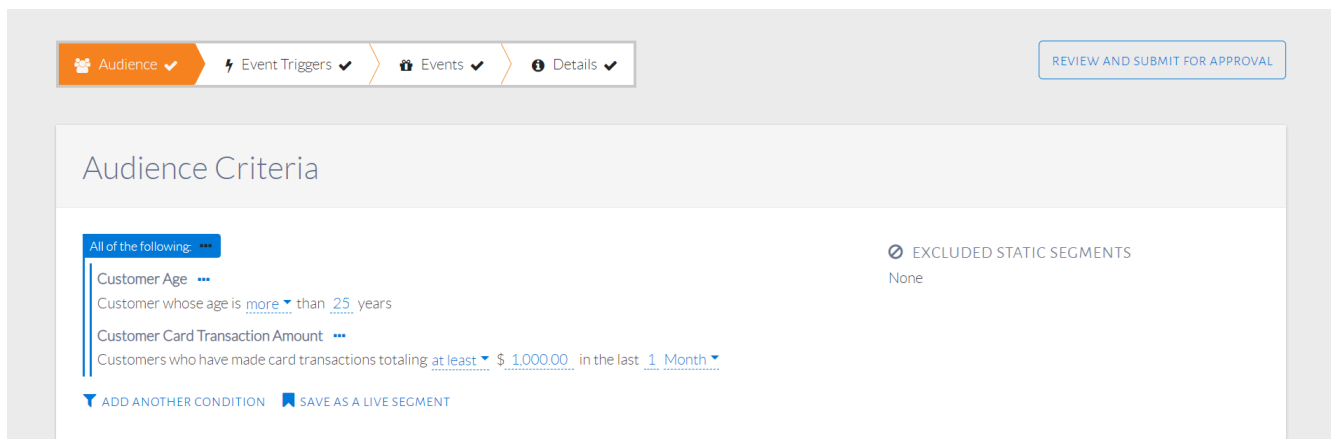 Audience
Event Triggers
Events
Details
REVIEW AND SUBMIT FOR APPROVAL
Audience Criteria
All of the following:
Customer Age
Customer whose age is more than 25 years
Customer Card Transaction Amount
Customers who have made card transactions totaling at least $ 1,000.00 in the last 1 Month
ADD ANOTHER CONDITION
SAVE AS A LIVE SEGMENT
EXCLUDED STATIC SEGMENTS
None